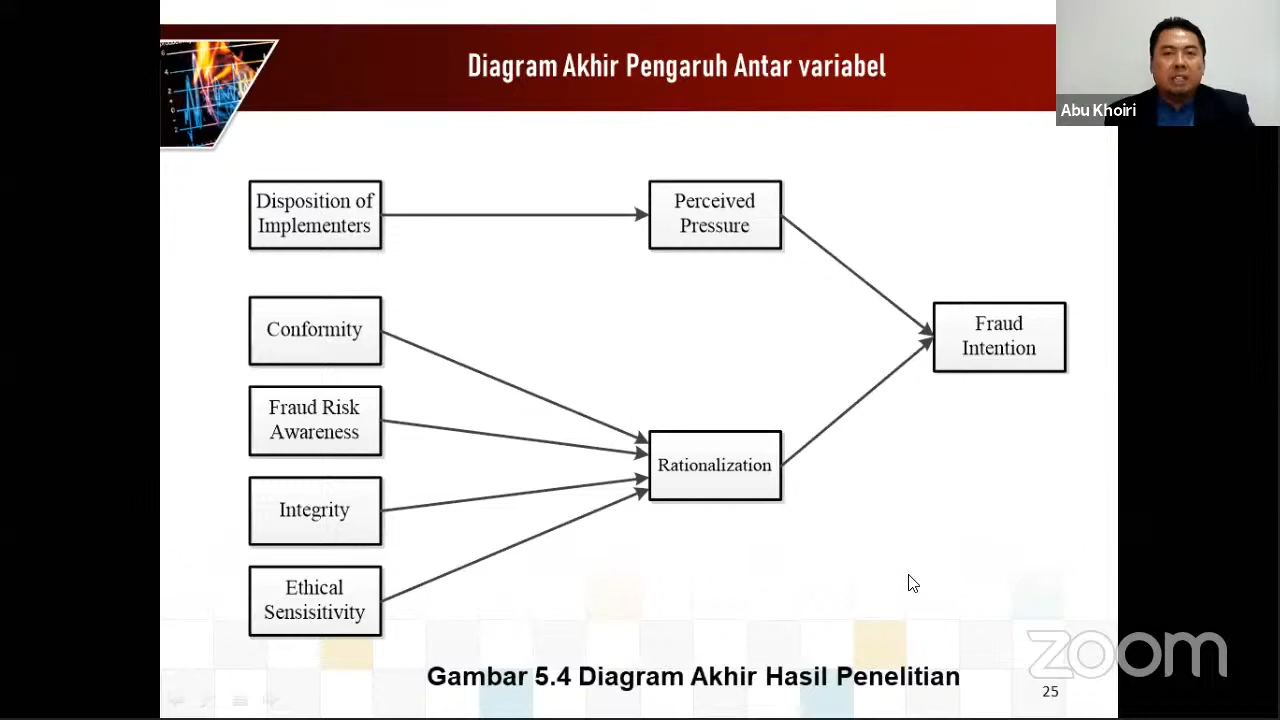 Diagram Akhir Pengaruh Antar variabel
Abu Khoiri
Disposition of
Implementers
Perceived
Pressure
Conformity
Fraud
Intention
Fraud Risk
Awareness
Rationalization
Integrity
Ethical
Sensisitivity
Gambar 5.4 Diagram Akhir Hasil Penelitian
25
zoom